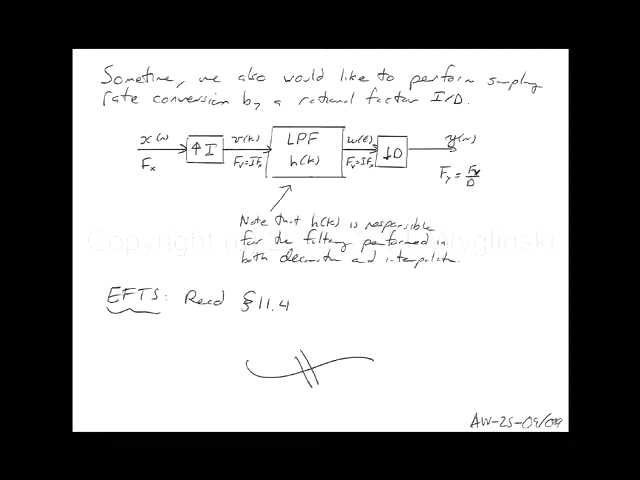 Sometime, we also would like to perform sampling
rate conversion by a rational factor I/D.
x(n) ↑I v(k) LPF h(k) w(l) ↓D y(m)
Fx Fv=IFx Fv=IFx Fy = Fv/D
Note that h(k) is responsible
for the filtering performed in
both decimation and interpolation.
EFTS: Read §11.4
AW-25-09/09